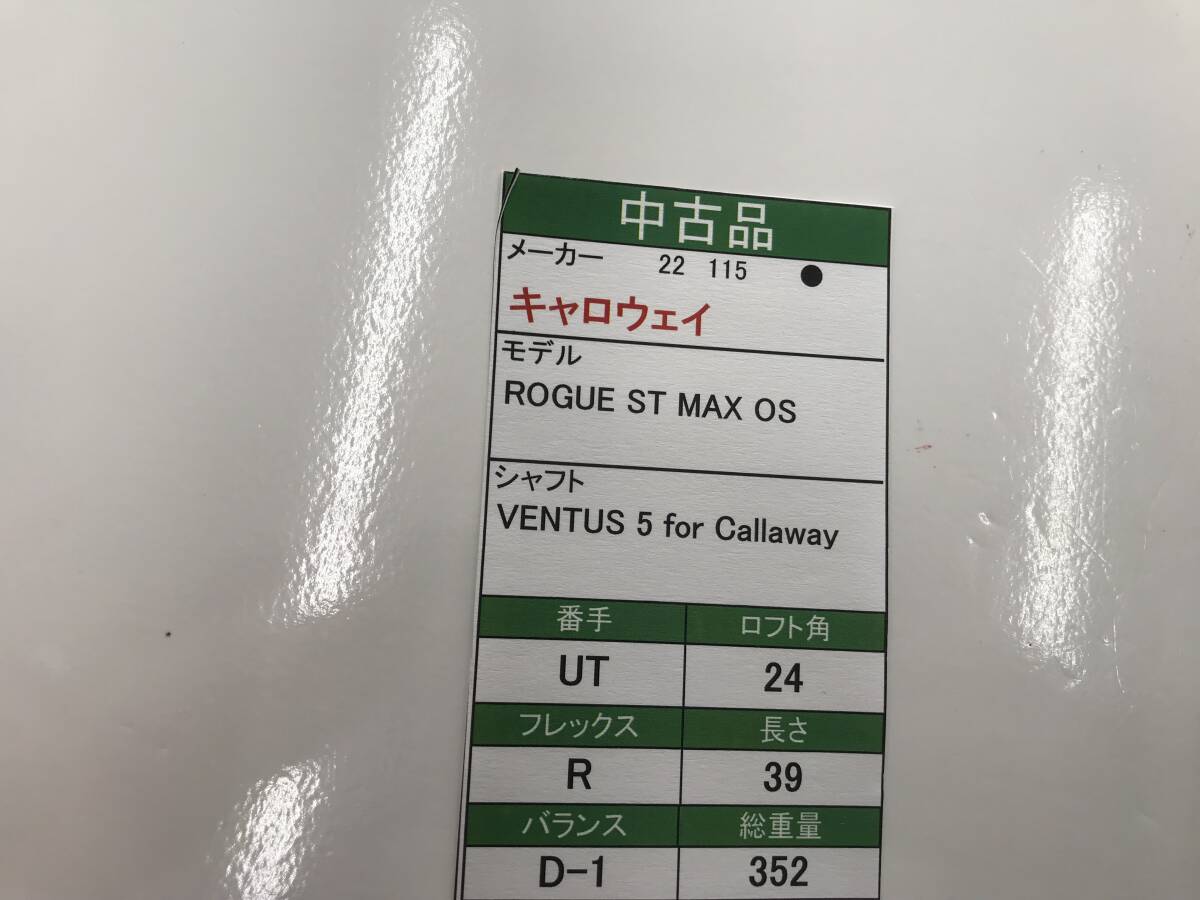 中古品
メーカー 22 115 ●
キャロウェイ
モデル
ROGUE ST MAX OS
シャフト
VENTUS 5 for Callaway
番手 ロフト角
UT 24
フレックス 長さ
R 39
バランス 総重量
D-1 352